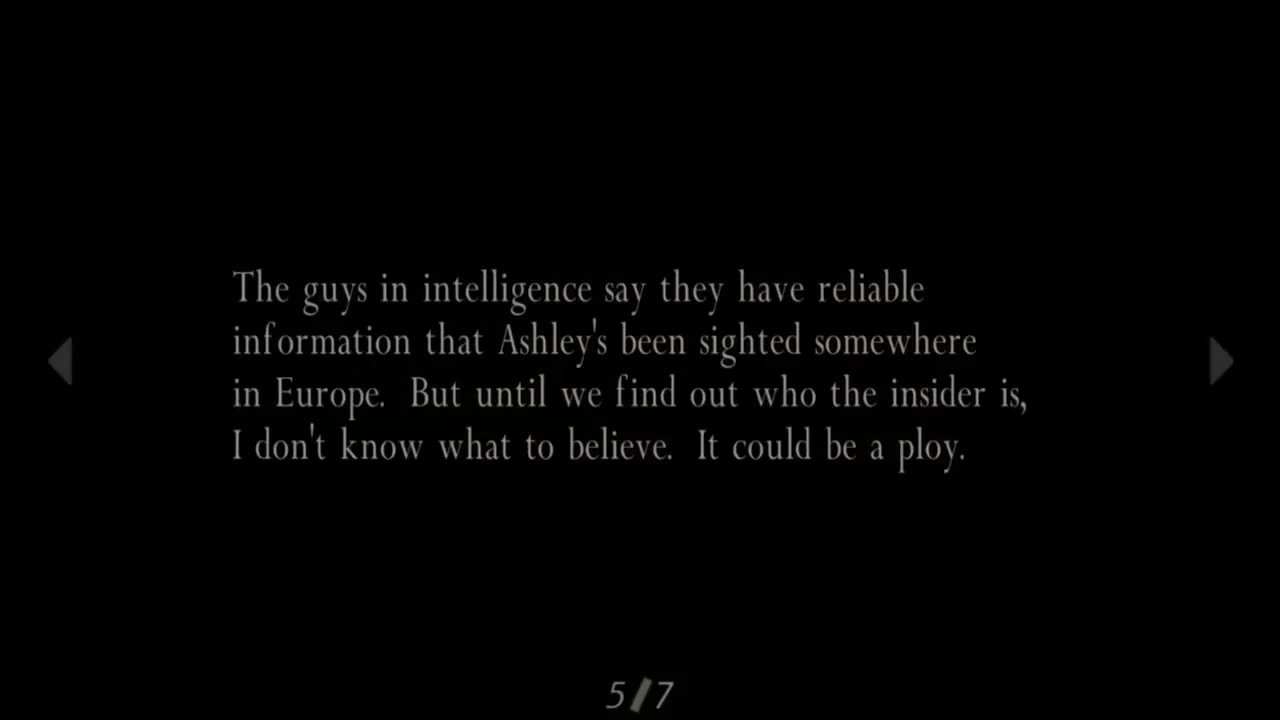 The guys in intelligence say they have reliable
information that Ashley's been sighted somewhere
in Europe.  But until we find out who the insider is,
I don't know what to believe.  It could be a ploy.
5/7